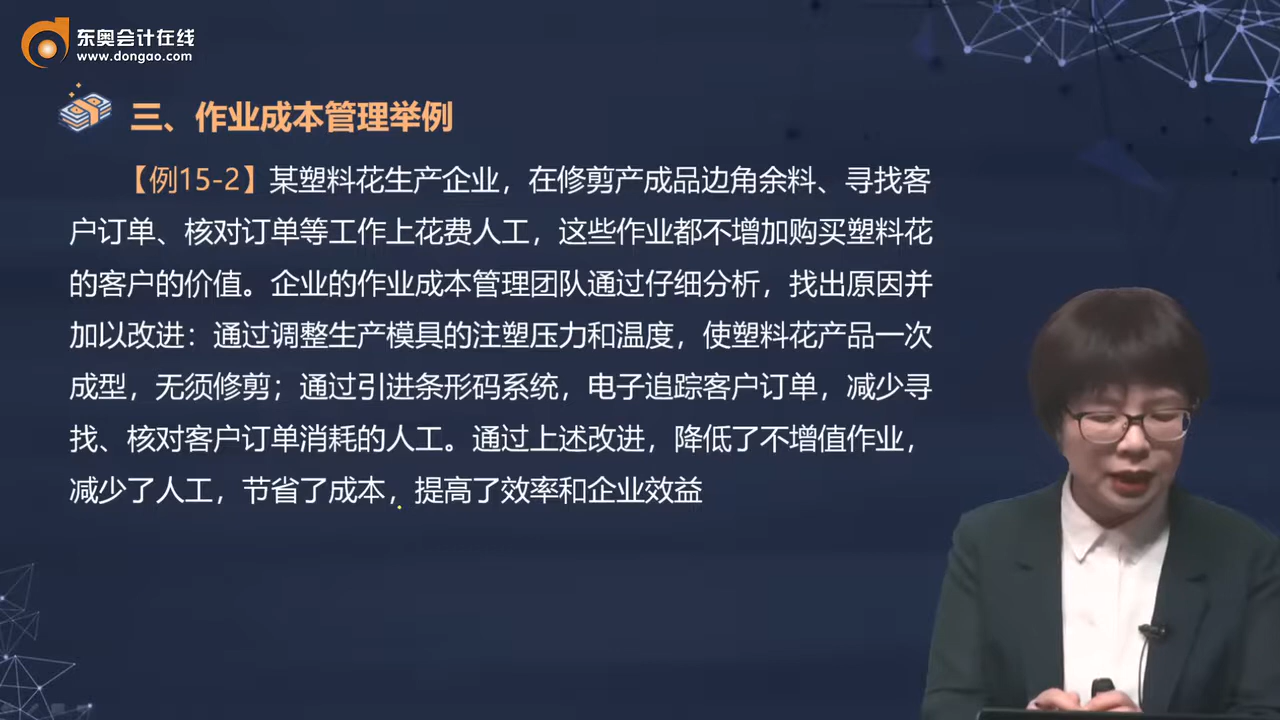 东奥会计在线
www.dongao.com
三、作业成本管理举例
【例15-2】某塑料花生产企业，在修剪产成品边角余料、寻找客
户订单、核对订单等工作上花费人工，这些作业都不增加购买塑料花
的客户的价值。企业的作业成本管理团队通过仔细分析，找出原因并
加以改进：通过调整生产模具的注塑压力和温度，使塑料花产品一次
成型，无须修剪；通过引进条形码系统，电子追踪客户订单，减少寻
找、核对客户订单消耗的人工。通过上述改进，降低了不增值作业，
减少了人工，节省了成本，提高了效率和企业效益